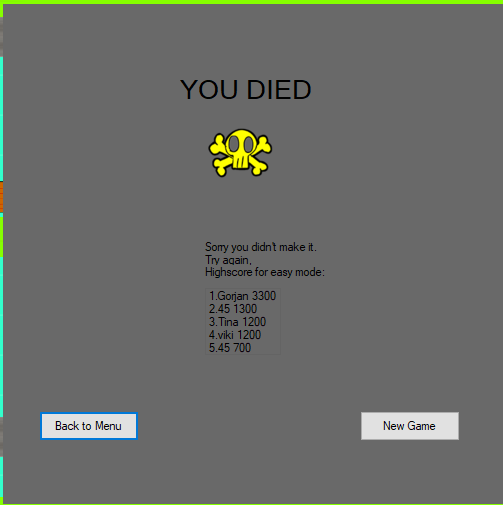 YOU DIED
Sorry you didn't make it.
Try again,
Highscore for easy mode:
1.Gorjan 3300
2.45 1300
3.Tina 1200
4.viki 1200
5.45 700
Back to Menu
New Game